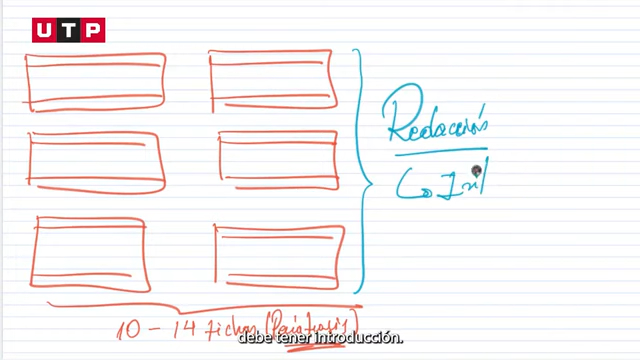 UTP
Redacción
10 - 14 fichas (Paráfrasis)
debe tener introducción.